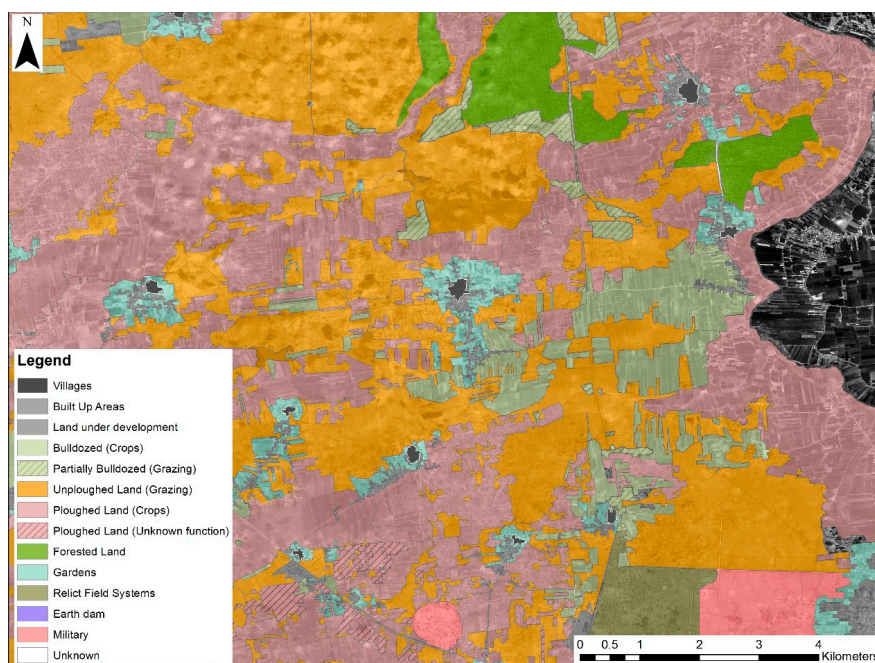 N
Legend
Villages
Built Up Areas
Land under development
Bulldozed (Crops)
Partially Bulldozed (Grazing)
Unploughed Land (Grazing)
Ploughed Land (Crops)
Ploughed Land (Unknown function)
Forested Land
Gardens
Relict Field Systems
Earth dam
Military
Unknown
0 0.5 1 2 3 4
Kilometers